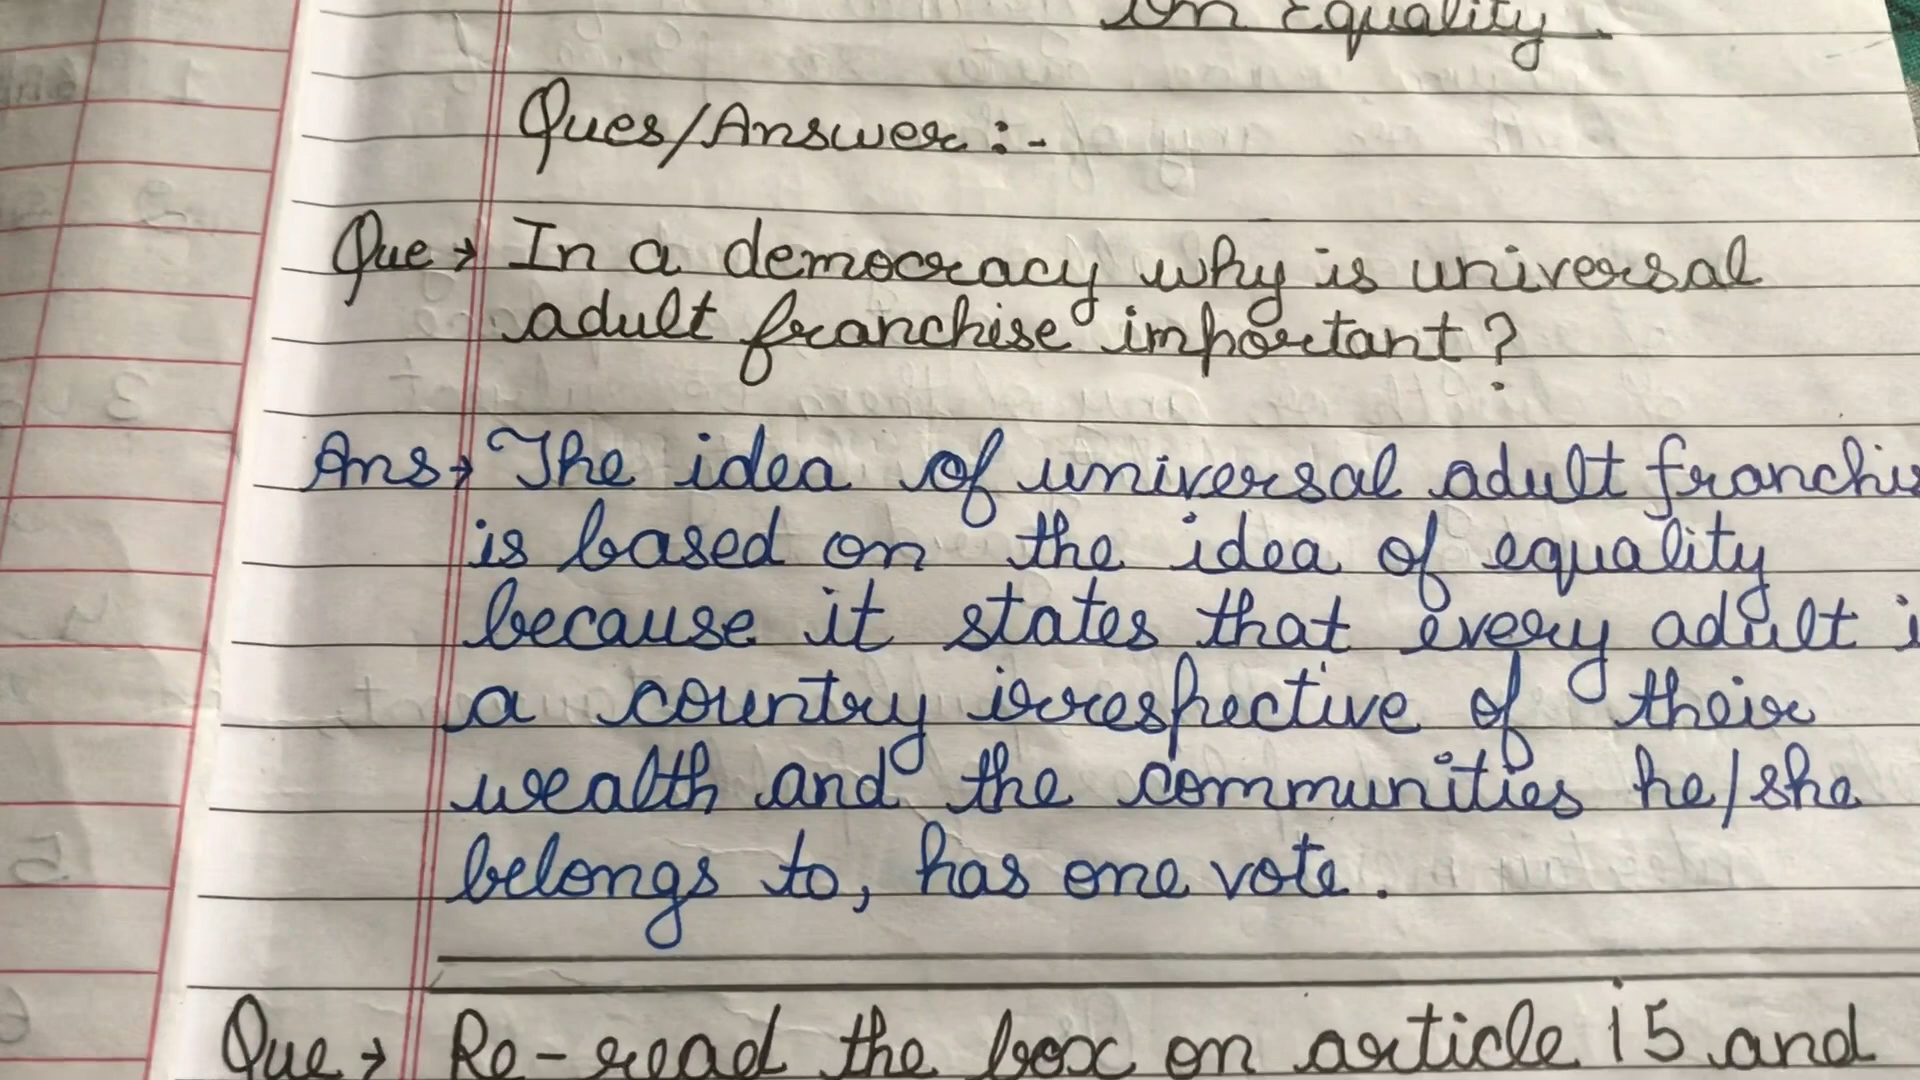 on Equality
Ques/Answer :-
Que → In a democracy why is universal
adult franchise important ?
Ans → The idea of universal adult franchis
is based on the idea of equality
because it states that every adult i
a country irrespective of their
wealth and the communities he/she
belongs to, has one vote.
Que → Re-read the box on article 15 and